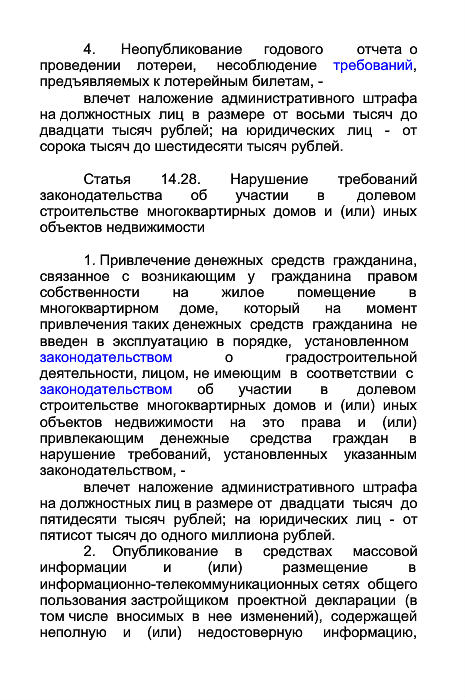 4. Неопубликование годового отчета о
проведении лотереи, несоблюдение требований,
предъявляемых к лотерейным билетам, -
влечет наложение административного штрафа
на должностных лиц в размере от восьми тысяч до
двадцати тысяч рублей; на юридических лиц - от
сорока тысяч до шестидесяти тысяч рублей.
Статья 14.28. Нарушение требований
законодательства об участии в долевом
строительстве многоквартирных домов и (или) иных
объектов недвижимости
1. Привлечение денежных средств гражданина,
связанное с возникающим у гражданина правом
собственности на жилое помещение в
многоквартирном доме, который на момент
привлечения таких денежных средств гражданина не
введен в эксплуатацию в порядке, установленном
законодательством о градостроительной
деятельности, лицом, не имеющим в соответствии с
законодательством об участии в долевом
строительстве многоквартирных домов и (или) иных
объектов недвижимости на это права и (или)
привлекающим денежные средства граждан в
нарушение требований, установленных указанным
законодательством, -
влечет наложение административного штрафа
на должностных лиц в размере от двадцати тысяч до
пятидесяти тысяч рублей; на юридических лиц - от
пятисот тысяч до одного миллиона рублей.
2. Опубликование в средствах массовой
информации и (или) размещение в
информационно-телекоммуникационных сетях общего
пользования застройщиком проектной декларации (в
том числе вносимых в нее изменений), содержащей
неполную и (или) недостоверную информацию,